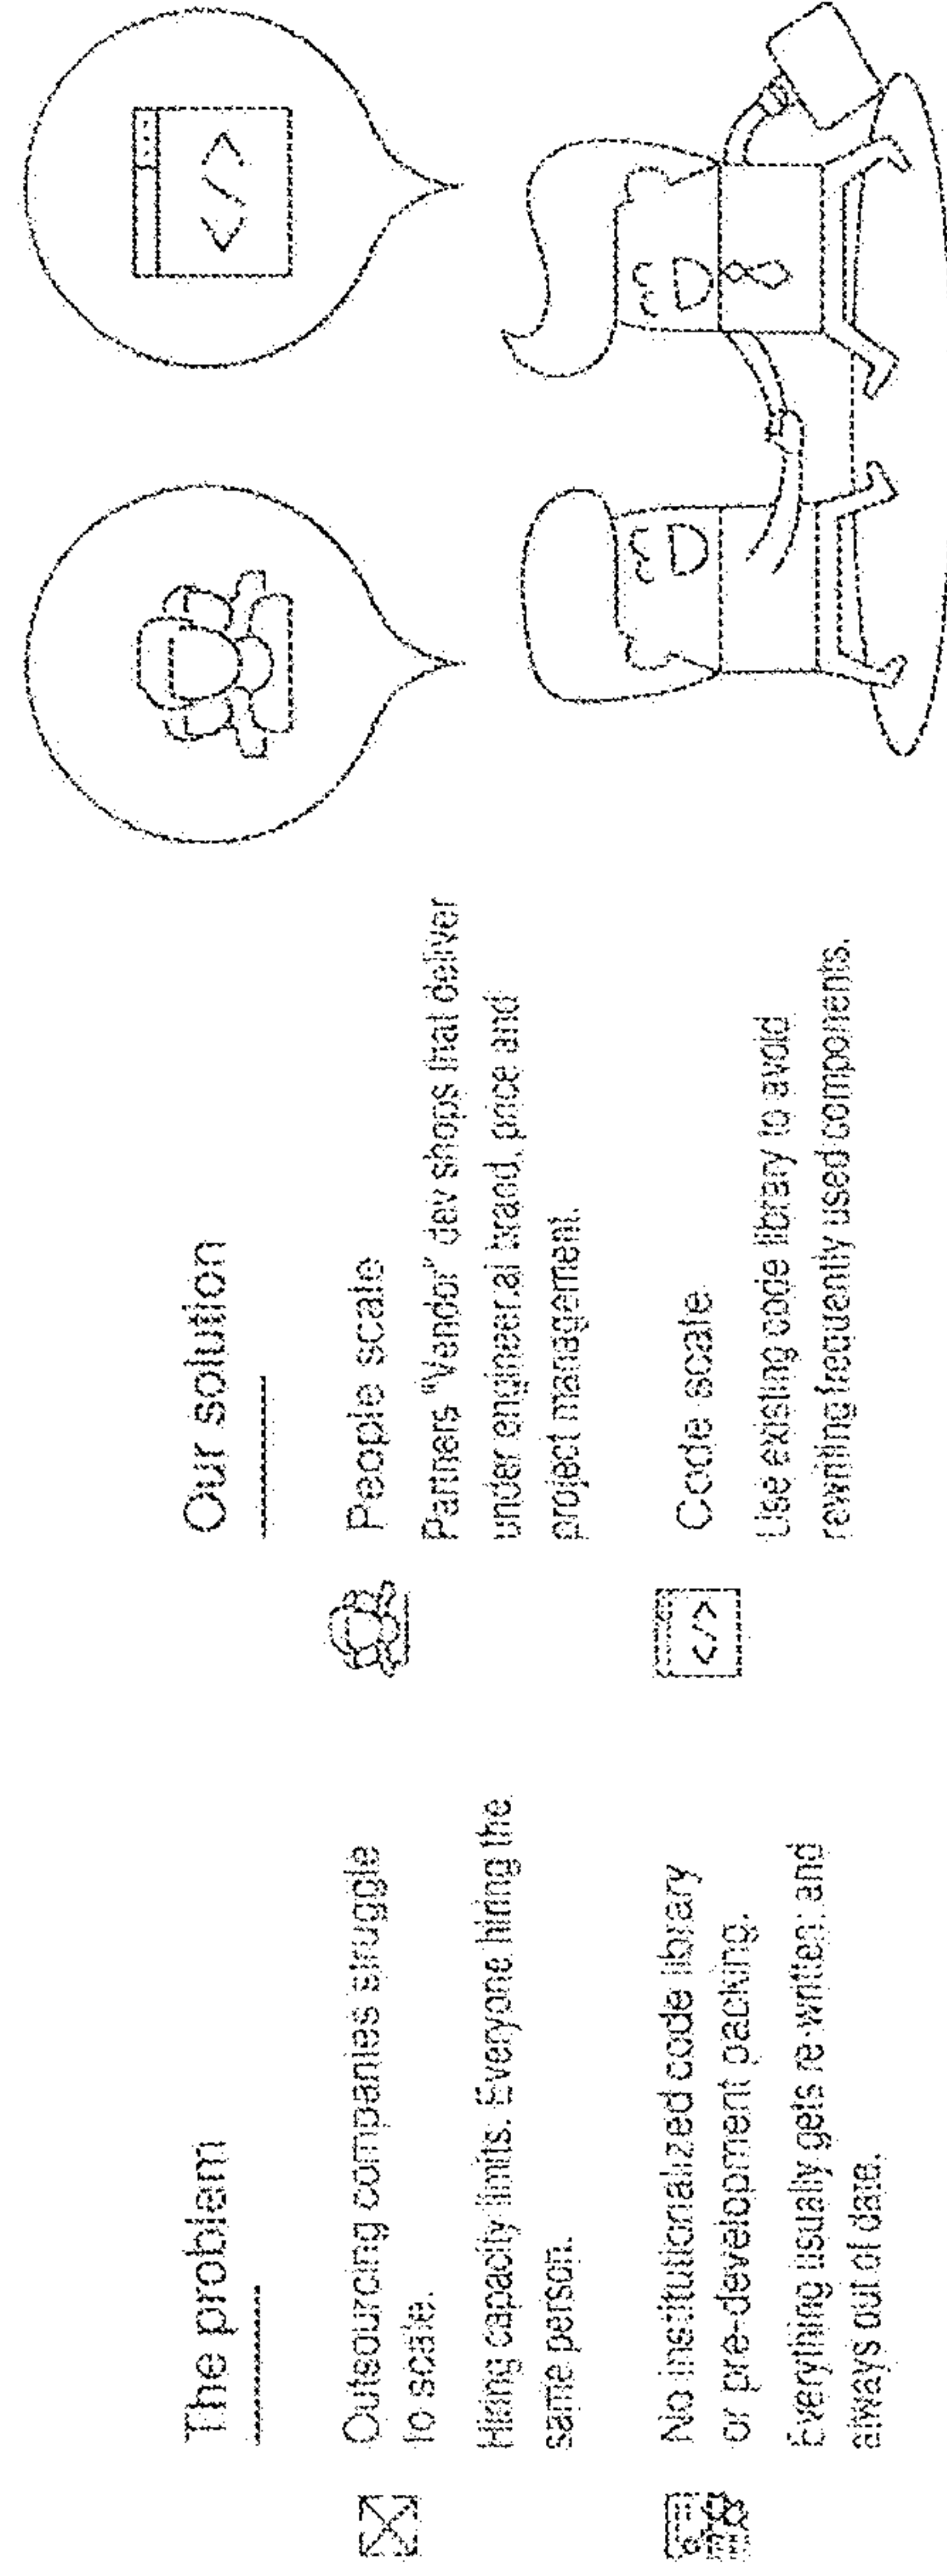 The problem
Outsourcing companies struggle
to scale.
Hiring capacity limits. Everyone hiring the
same person.
No institutionalized code library
or pre-development packing.
Everything usually gets re-written and
always out of date.
Our solution
People scale
Partners "Vendor" dev shops that deliver
under engineer.ai brand, price and
project management.
Code scale
Use existing code library to avoid
rewriting frequently used components.